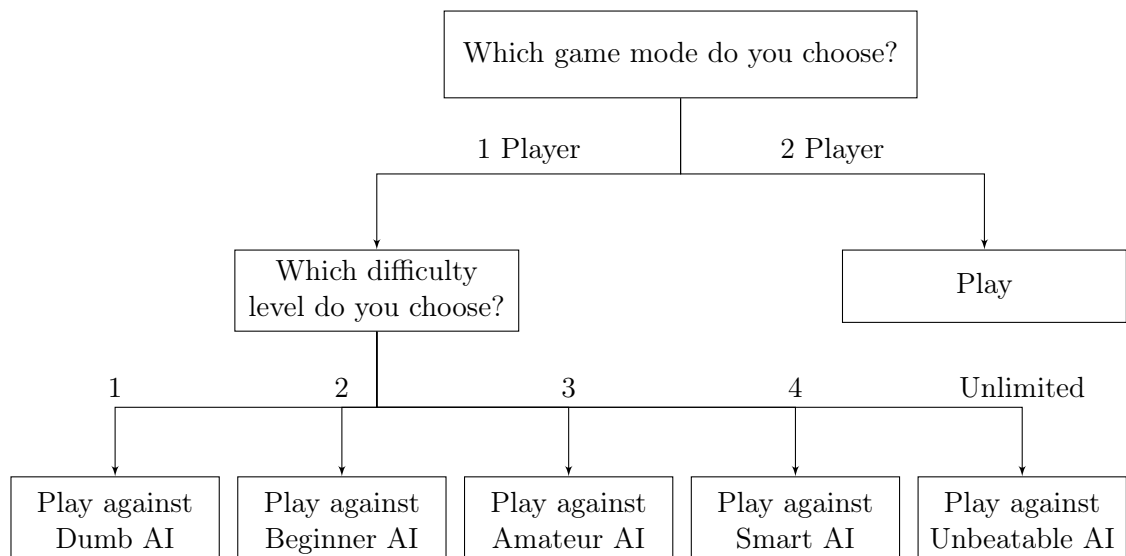 Which game mode do you choose?
1 Player
2 Player
Which difficulty
level do you choose?
Play
1
2
3
4
Unlimited
Play against
Dumb AI
Play against
Beginner AI
Play against
Amateur AI
Play against
Smart AI
Play against
Unbeatable AI